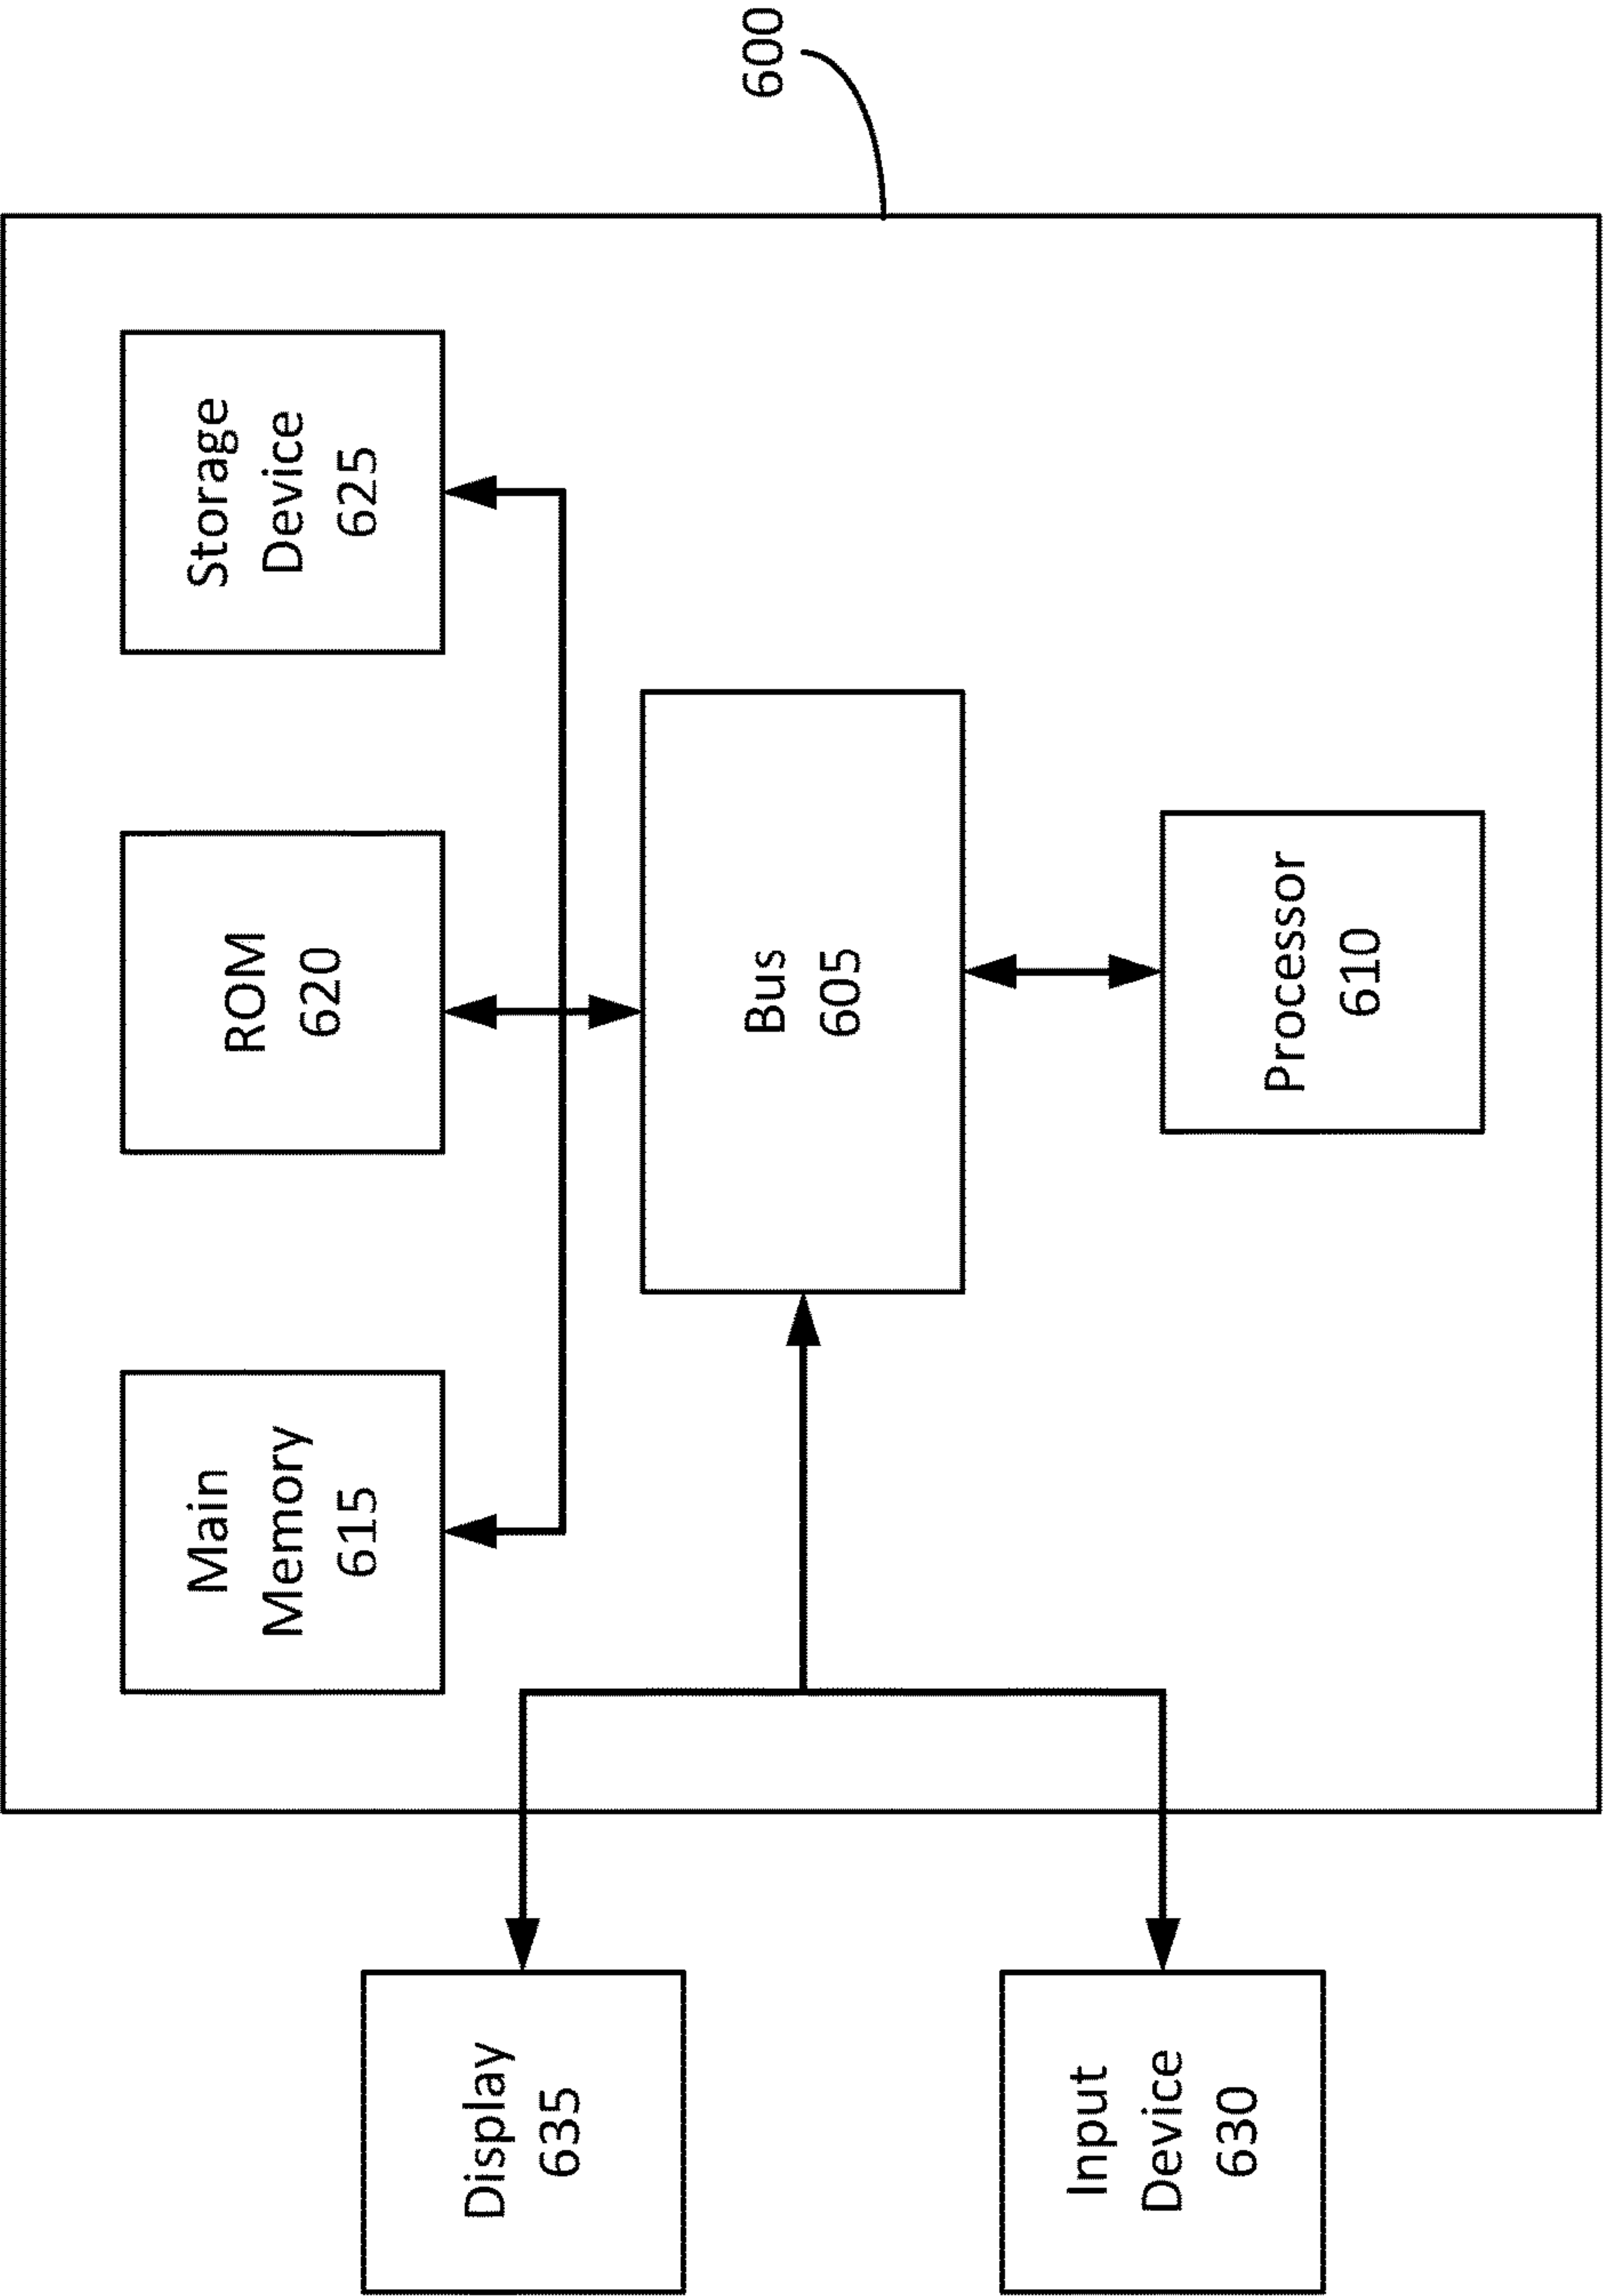 600
Main
Memory
615
ROM
620
Storage
Device
625
Display
635
Bus
605
Input
Device
630
Processor
610